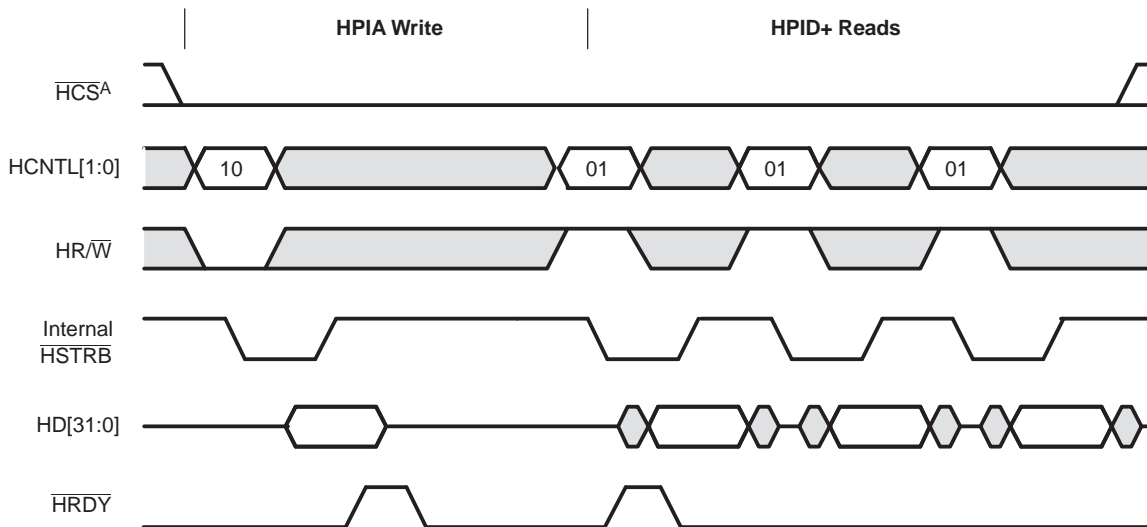 HPIA Write HPID+ Reads
HCSA
HCNTL[1:0] 10 01 01 01
HR/W
Internal
HSTRB
HD[31:0]
HRDY